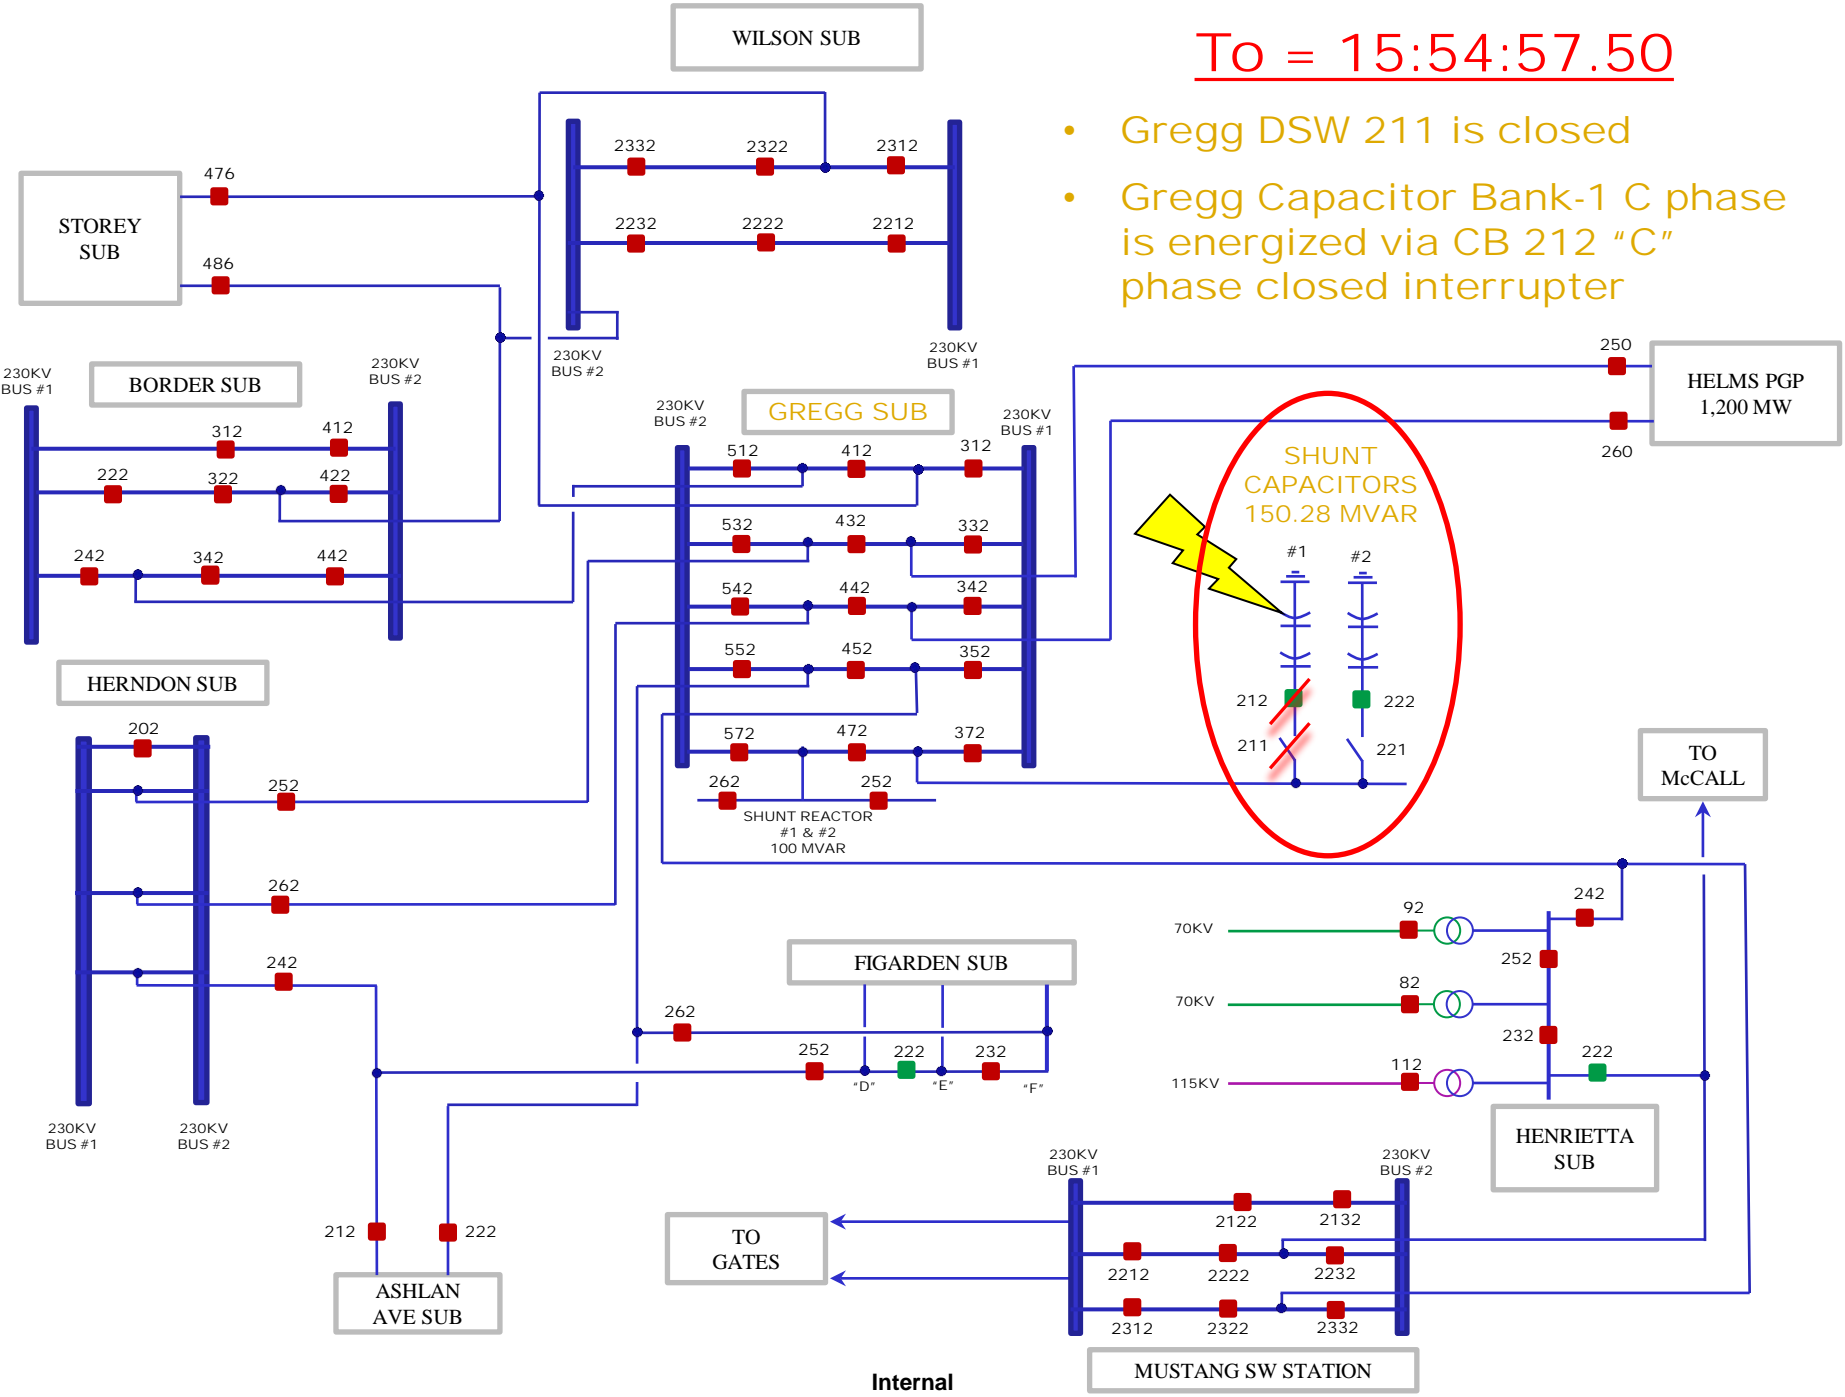 WILSON SUB
To = 15:54:57.50
• Gregg DSW 211 is closed
• Gregg Capacitor Bank-1 C phase
is energized via CB 212 “C”
phase closed interrupter
2332
2322
2312
2232
2222
2212
230KV
BUS #2
230KV
BUS #1
STOREY
SUB
476
486
230KV
BUS #1
BORDER SUB
230KV
BUS #2
312
412
222
322
422
242
342
442
230KV
BUS #2
GREGG SUB
230KV
BUS #1
512
412
312
532
432
332
542
442
342
552
452
352
572
472
372
262
252
SHUNT REACTOR
#1 & #2
100 MVAR
250
260
HELMS PGP
1,200 MW
SHUNT
CAPACITORS
150.28 MVAR
#1
#2
212
222
211
221
HERNDON SUB
202
252
262
242
230KV
BUS #1
230KV
BUS #2
FIGARDEN SUB
262
252
222
232
“D”
“E”
“F”
212
222
ASHLAN
AVE SUB
TO
McCALL
242
92
70KV
252
82
70KV
232
222
112
115KV
HENRIETTA
SUB
230KV
BUS #1
230KV
BUS #2
TO
GATES
2122
2132
2212
2222
2232
2312
2322
2332
MUSTANG SW STATION
Internal